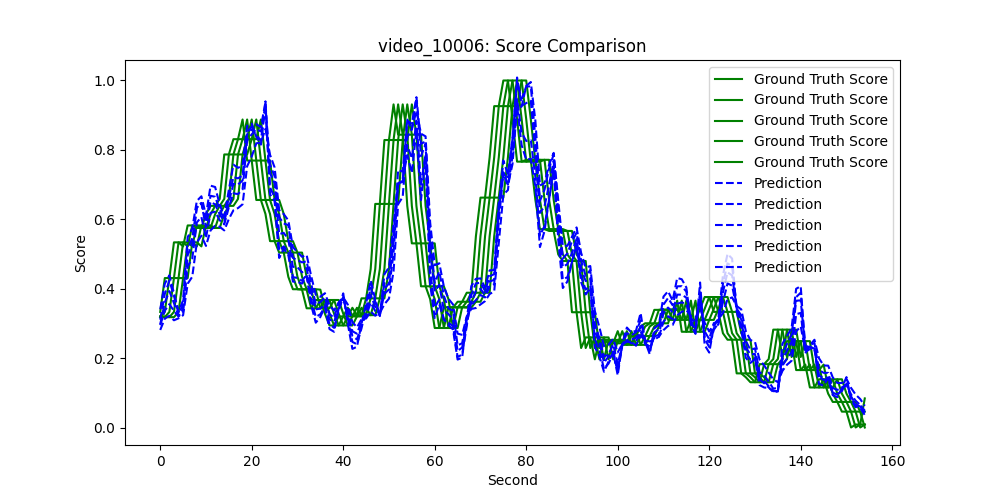 video_10006: Score Comparison
Ground Truth Score
Ground Truth Score
Ground Truth Score
Ground Truth Score
Ground Truth Score
Prediction
Prediction
Prediction
Prediction
Prediction
Score
1.0
0.8
0.6
0.4
0.2
0.0
0 20 40 60 80 100 120 140 160
Second